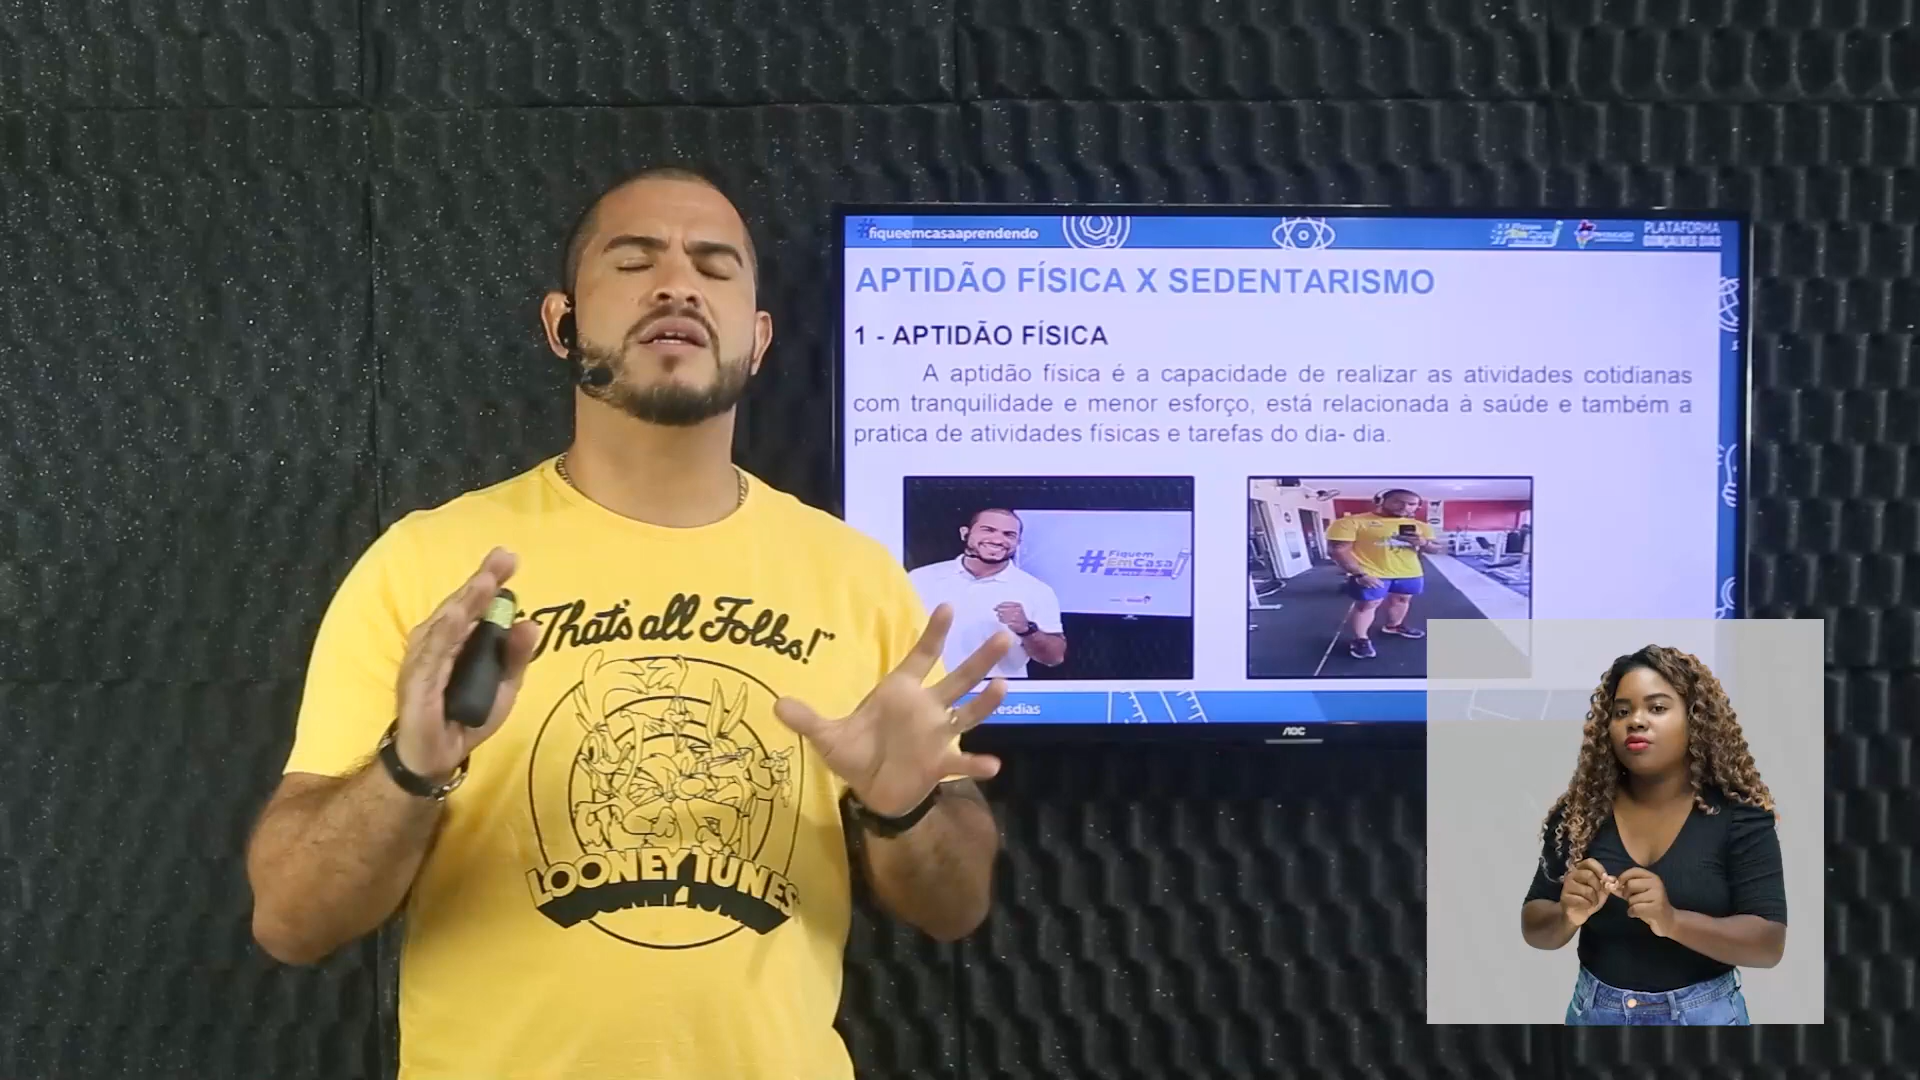 #fiqueemcasaaprendendo
PLATAFORMA
GONÇALVES DIAS
APTIDÃO FÍSICA X SEDENTARISMO
1 - APTIDÃO FÍSICA
A aptidão física é a capacidade de realizar as atividades cotidianas
com tranquilidade e menor esforço, está relacionada à saúde e também a
pratica de atividades físicas e tarefas do dia- dia.
#Fiquem
EmCasa
esdias
AOC
"That's all Folks!"
LOONEY TUNES